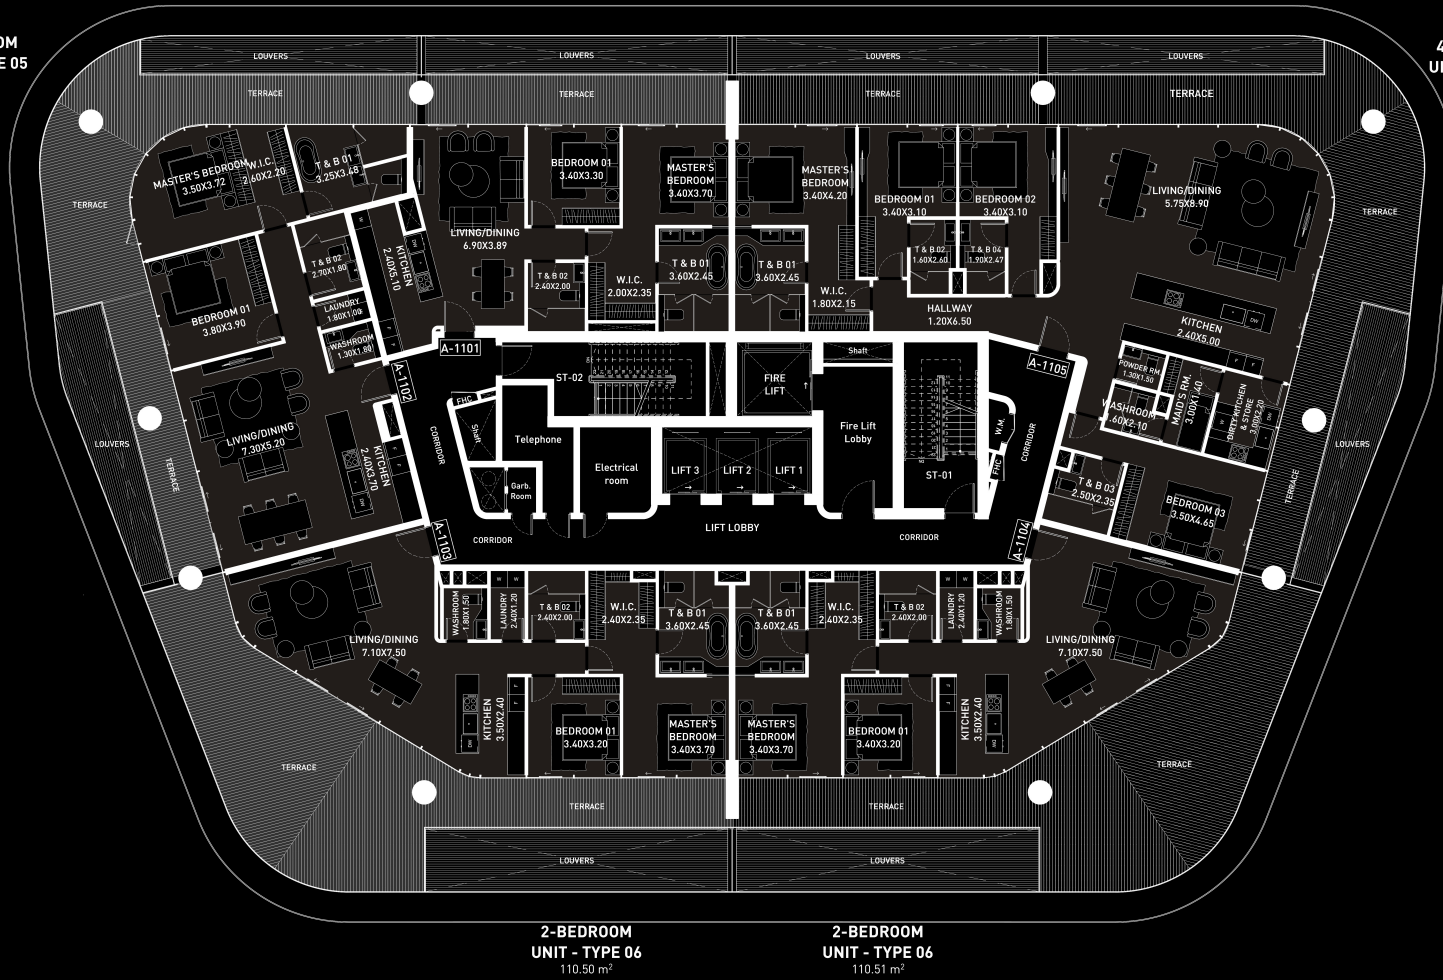 OM
E 05
4
UI
LOUVERS
LOUVERS
LOUVERS
LOUVERS
TERRACE
TERRACE
TERRACE
TERRACE
MASTER'S BEDROOM
3.50X3.72
W.I.C.
2.60X2.20
T & B 01
3.25X3.48
BEDROOM 01
3.40X3.30
MASTER'S
BEDROOM
3.40X3.70
MASTER'S
BEDROOM
3.40X4.20
BEDROOM 01
3.40X3.10
BEDROOM 02
3.40X3.10
LIVING/DINING
5.75X8.90
TERRACE
TERRACE
LIVING/DINING
6.90X3.89
KITCHEN
2.40X5.10
T & B 02
2.70X1.80
T & B 02
2.40X2.00
W.I.C.
2.00X2.35
T & B 01
3.60X2.45
T & B 01
3.60X2.45
W.I.C.
1.80X2.15
T & B 02
1.60X2.60
T & B 04
1.90X2.47
HALLWAY
1.20X6.50
BEDROOM 01
3.80X3.90
LAUNDRY
1.80X1.00
WASHROOM
1.30X1.80
KITCHEN
2.40X5.00
A-1101
A-1102
A-1105
ST-02
FIRE
LIFT
Shaft
POWDER RM.
1.30X1.50
WASHROOM
1.60X2.10
MAID'S RM.
3.00X1.40
DIRTY KITCHEN
& STORE
3.00X2.20
LOUVERS
TERRACE
LIVING/DINING
7.30X5.20
KITCHEN
2.40X3.70
CORRIDOR
FHC
Shaft
Telephone
Electrical
room
Garb.
Room
LIFT 3
LIFT 2
LIFT 1
Fire Lift
Lobby
ST-01
W.M.
FHC
CORRIDOR
T & B 03
2.50X2.35
BEDROOM 03
3.50X4.65
TERRACE
LOUVERS
A-1103
CORRIDOR
LIFT LOBBY
CORRIDOR
A-1104
WASHROOM
1.80X1.50
LAUNDRY
2.40X1.20
T & B 02
2.40X2.00
W.I.C.
2.40X2.35
T & B 01
3.60X2.45
T & B 01
3.60X2.45
W.I.C.
2.40X2.35
T & B 02
2.40X2.00
LAUNDRY
2.40X1.20
WASHROOM
1.80X1.50
LIVING/DINING
7.10X7.50
LIVING/DINING
7.10X7.50
KITCHEN
3.50X2.40
BEDROOM 01
3.40X3.20
MASTER'S
BEDROOM
3.40X3.70
MASTER'S
BEDROOM
3.40X3.70
BEDROOM 01
3.40X3.20
KITCHEN
3.50X2.40
TERRACE
TERRACE
TERRACE
TERRACE
LOUVERS
LOUVERS
2-BEDROOM
UNIT - TYPE 06
110.50 m²
2-BEDROOM
UNIT - TYPE 06
110.51 m²